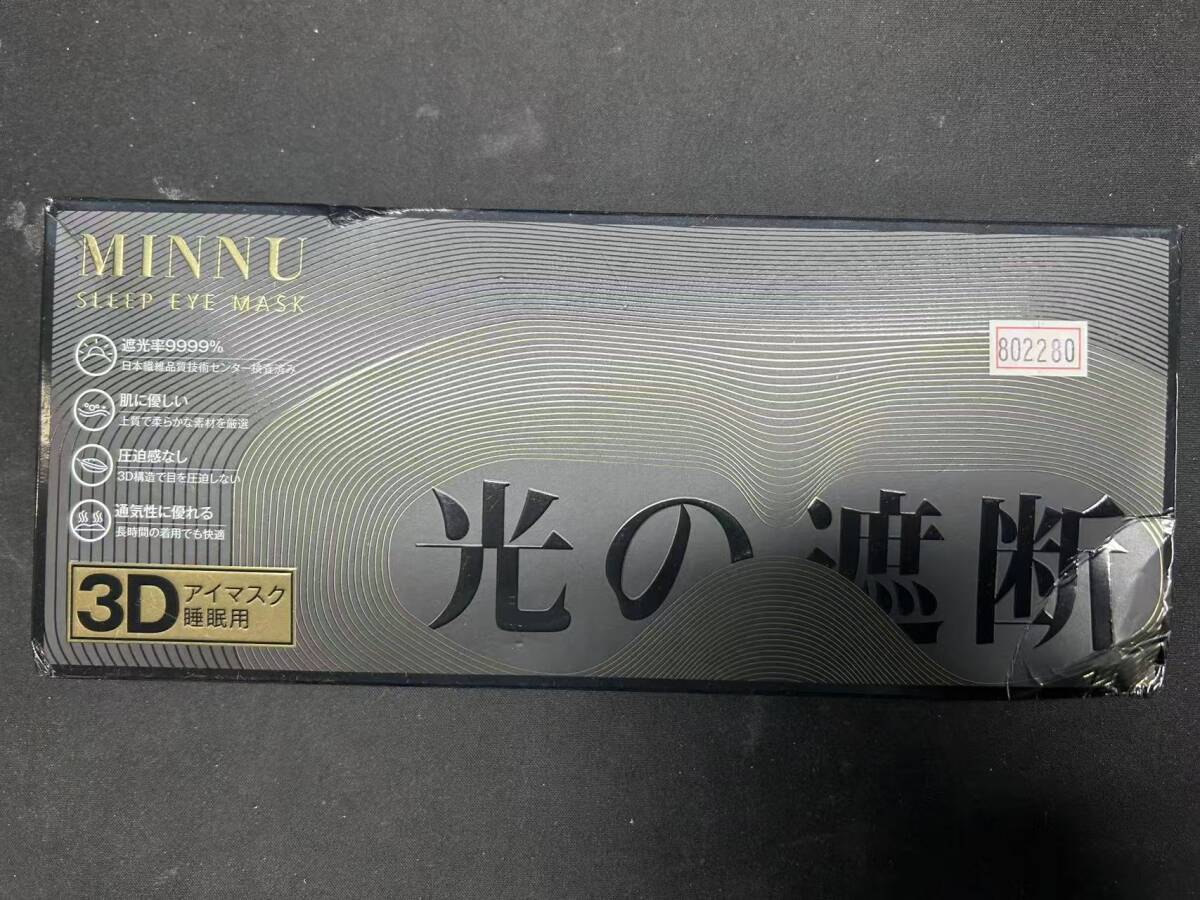 MINNU
SLEEP EYE MASK
遮光率9999%
日本繊維品質技術センター検査済み
肌に優しい
上質で柔らかな素材を厳選
圧迫感なし
3D構造で目を圧迫しない
通気性に優れる
長時間の着用でも快適
3D アイマスク
睡眠用
802280
光の遮断